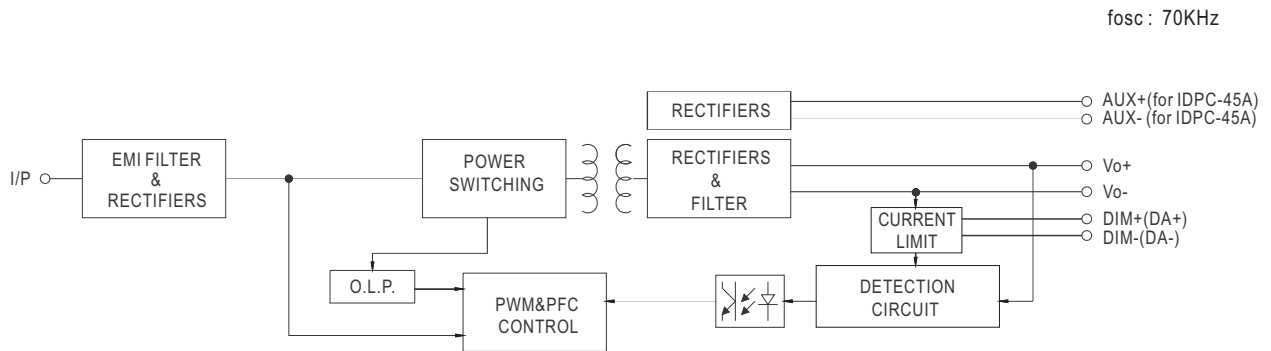 fosc : 70KHz
RECTIFIERS
AUX+(for IDPC-45A)
AUX- (for IDPC-45A)
I/P
EMI FILTER
&
RECTIFIERS
POWER
SWITCHING
RECTIFIERS
&
FILTER
Vo+
Vo-
CURRENT
LIMIT
DIM+(DA+)
DIM-(DA-)
O.L.P.
PWM&PFC
CONTROL
DETECTION
CIRCUIT